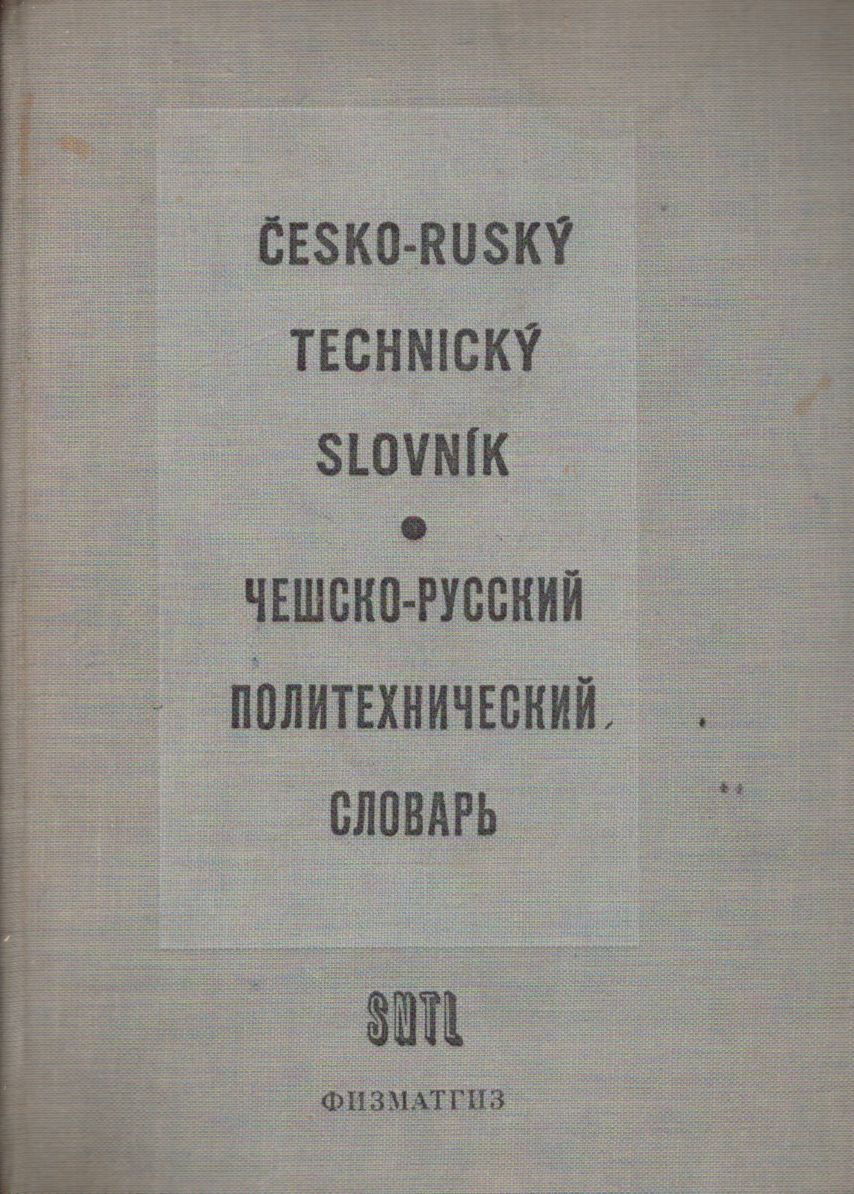 ČESKO-RUSKÝ
TECHNICKÝ
SLOVNÍK
•
ЧЕШСКО-РУССКИЙ
ПОЛИТЕХНИЧЕСКИЙ
СЛОВАРЬ
SNTL
ФИЗМАТГИЗ